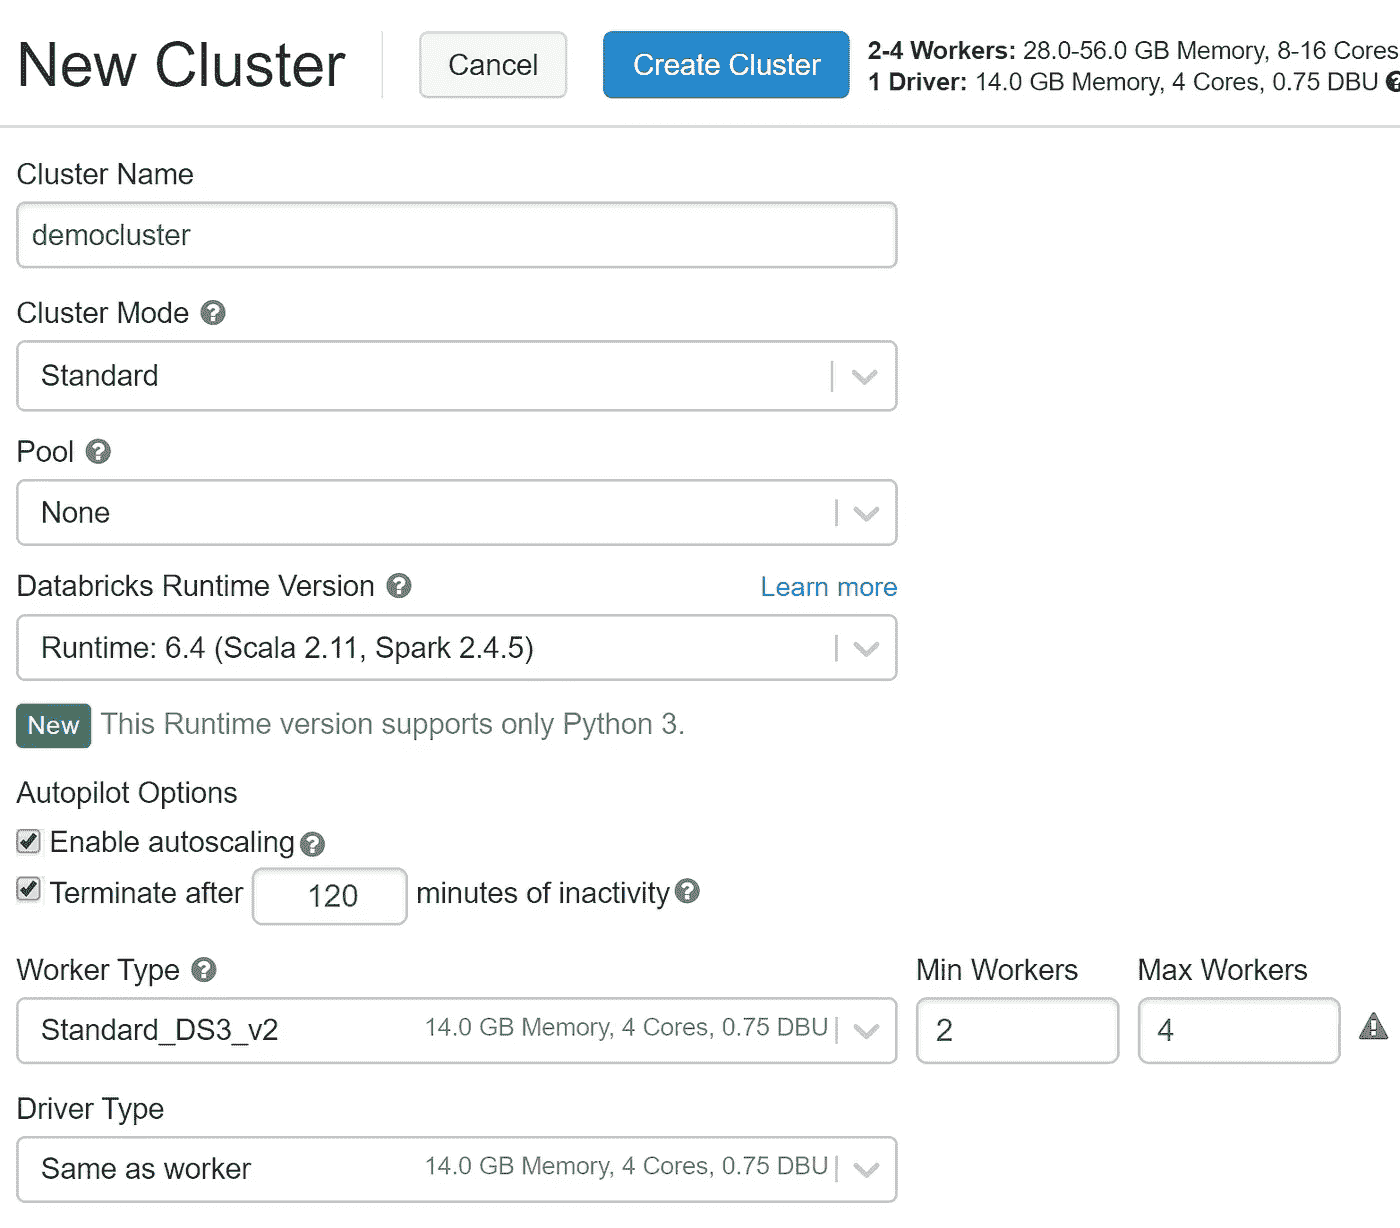 New Cluster
Cancel
Create Cluster
2-4 Workers: 28.0-56.0 GB Memory, 8-16 Cores
1 Driver: 14.0 GB Memory, 4 Cores, 0.75 DBU
Cluster Name
democluster
Cluster Mode
Standard
Pool
None
Databricks Runtime Version
Learn more
Runtime: 6.4 (Scala 2.11, Spark 2.4.5)
New This Runtime version supports only Python 3.
Autopilot Options
Enable autoscaling
Terminate after 120 minutes of inactivity
Worker Type
Min Workers
Max Workers
Standard_DS3_v2
14.0 GB Memory, 4 Cores, 0.75 DBU
2
4
Driver Type
Same as worker
14.0 GB Memory, 4 Cores, 0.75 DBU